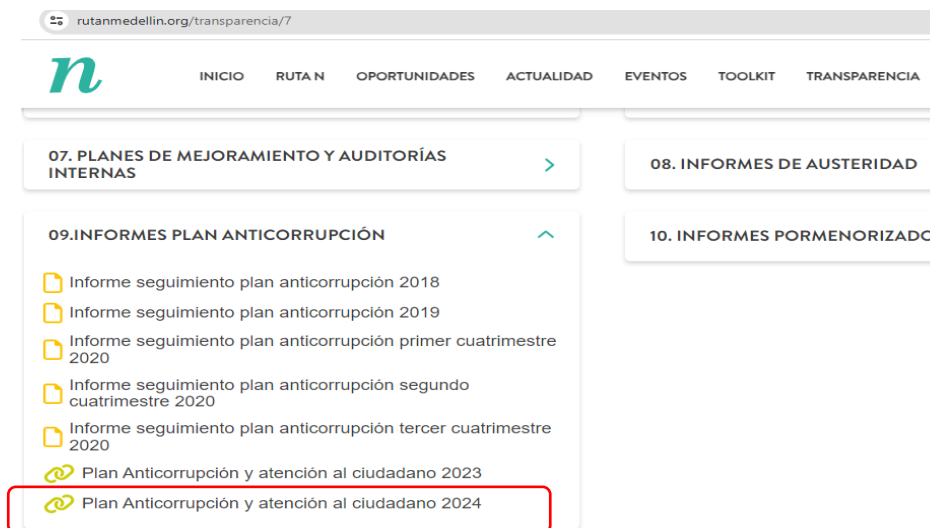 rutanmedellin.org/transparencia/7
n
INICIO RUTA N OPORTUNIDADES ACTUALIDAD EVENTOS TOOLKIT TRANSPARENCIA
07. PLANES DE MEJORAMIENTO Y AUDITORÍAS
INTERNAS
08. INFORMES DE AUSTERIDAD
09.INFORMES PLAN ANTICORRUPCIÓN
10. INFORMES PORMENORIZADO
Informe seguimiento plan anticorrupción 2018
Informe seguimiento plan anticorrupción 2019
Informe seguimiento plan anticorrupción primer cuatrimestre
2020
Informe seguimiento plan anticorrupción segundo
cuatrimestre 2020
Informe seguimiento plan anticorrupción tercer cuatrimestre
2020
Plan Anticorrupción y atención al ciudadano 2023
Plan Anticorrupción y atención al ciudadano 2024